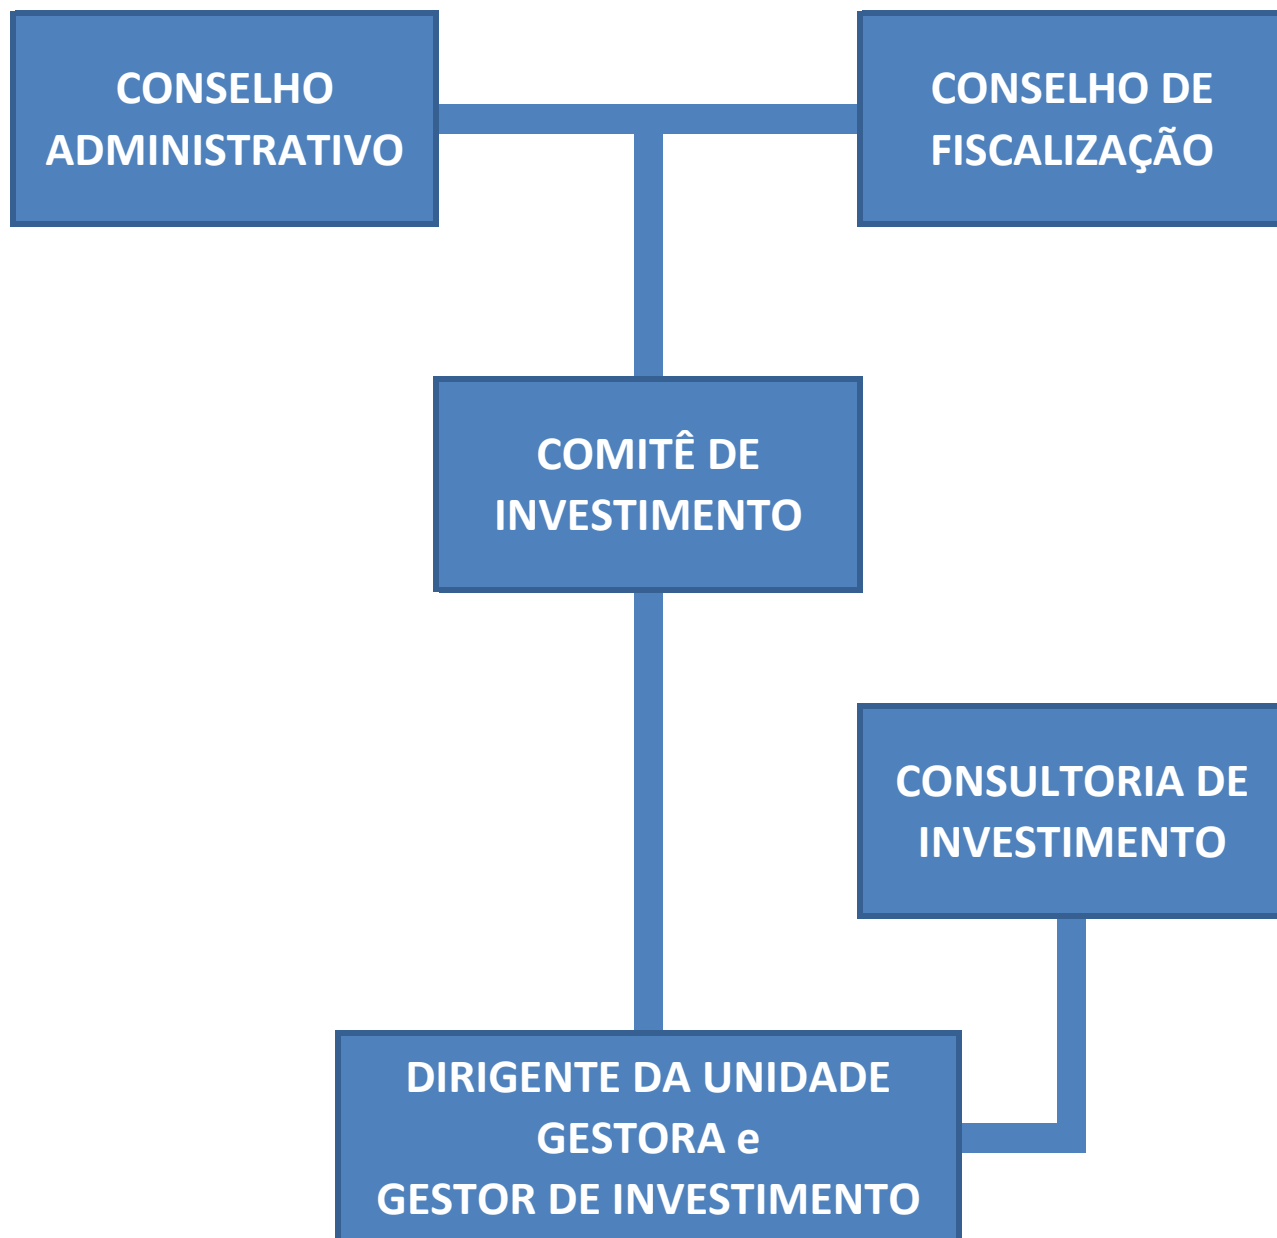 CONSELHO
ADMINISTRATIVO
CONSELHO DE
FISCALIZAÇÃO
COMITÊ DE
INVESTIMENTO
CONSULTORIA DE
INVESTIMENTO
DIRIGENTE DA UNIDADE
GESTORA e
GESTOR DE INVESTIMENTO